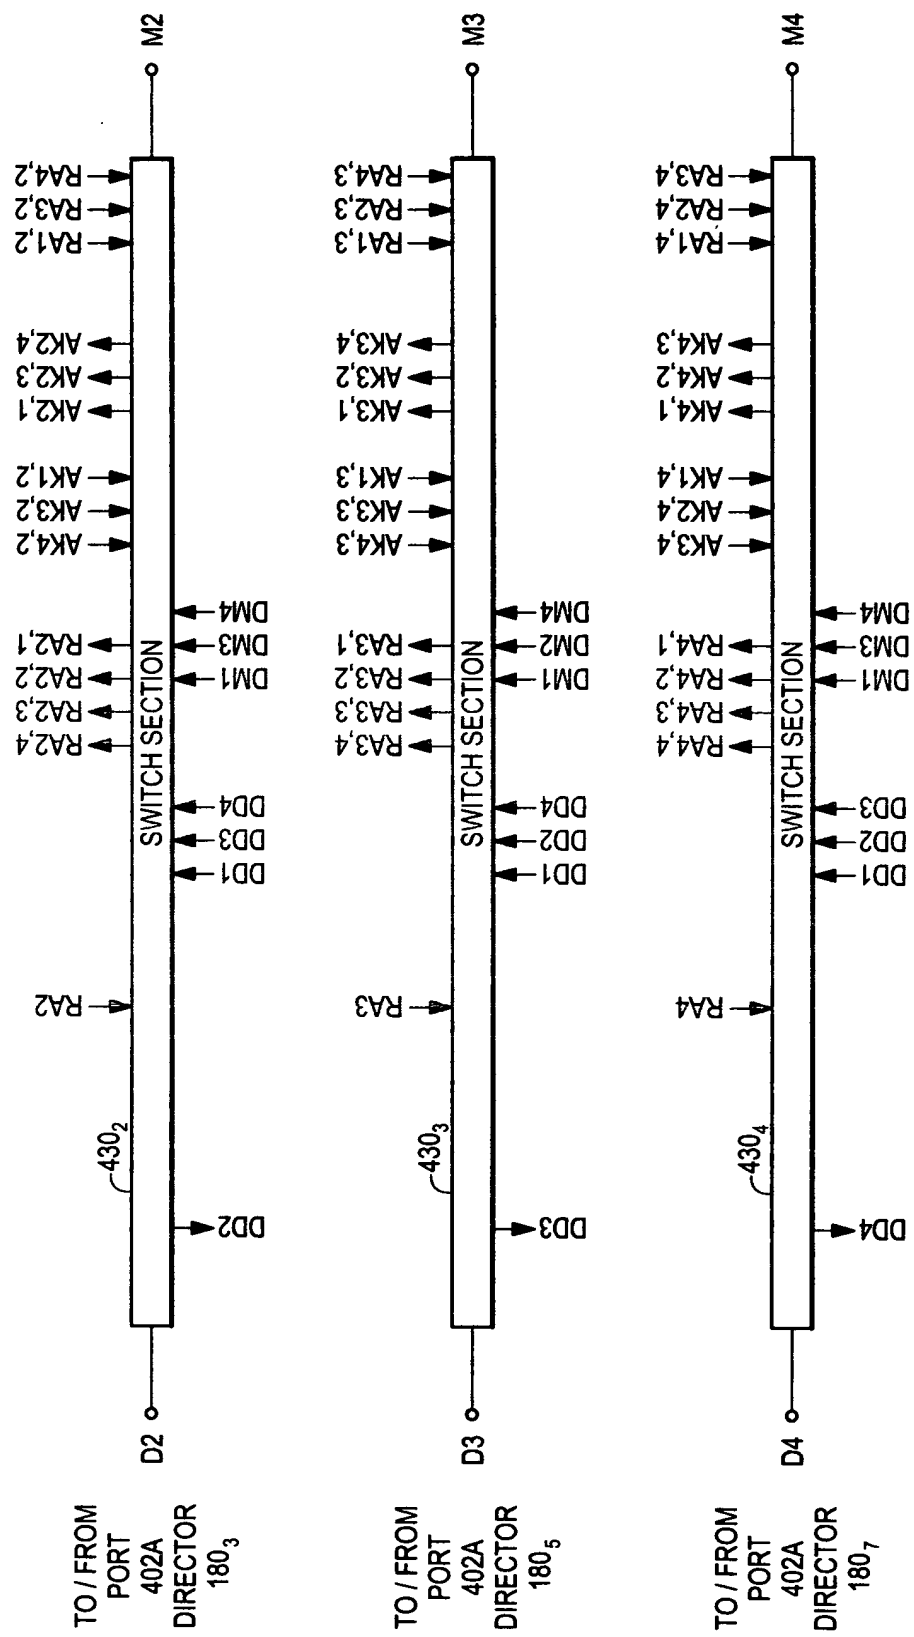 M2
RA4,2
RA3,2
RA1,2
AK2,4
AK2,3
AK2,1
AK1,2
AK3,2
AK4,2
RA2,1
RA2,2
RA2,3
RA2,4
DM4
DM3
DM1
SWITCH SECTION
DD4
DD3
DD1
RA2
430₂
DD2
D2
TO / FROM
PORT
402A
DIRECTOR
180₃
M3
RA4,3
RA2,3
RA1,3
AK3,4
AK3,2
AK3,1
AK1,3
AK3,3
AK4,3
RA3,1
RA3,2
RA3,3
RA3,4
DM4
DM2
DM1
SWITCH SECTION
DD4
DD2
DD1
RA3
430₃
DD3
D3
TO / FROM
PORT
402A
DIRECTOR
180₅
M4
RA3,4
RA2,4
RA1,4
AK4,3
AK4,2
AK4,1
AK1,4
AK2,4
AK3,4
RA4,1
RA4,2
RA4,3
RA4,4
DM4
DM3
DM1
SWITCH SECTION
DD3
DD2
DD1
RA4
430₄
DD4
D4
TO / FROM
PORT
402A
DIRECTOR
180₇